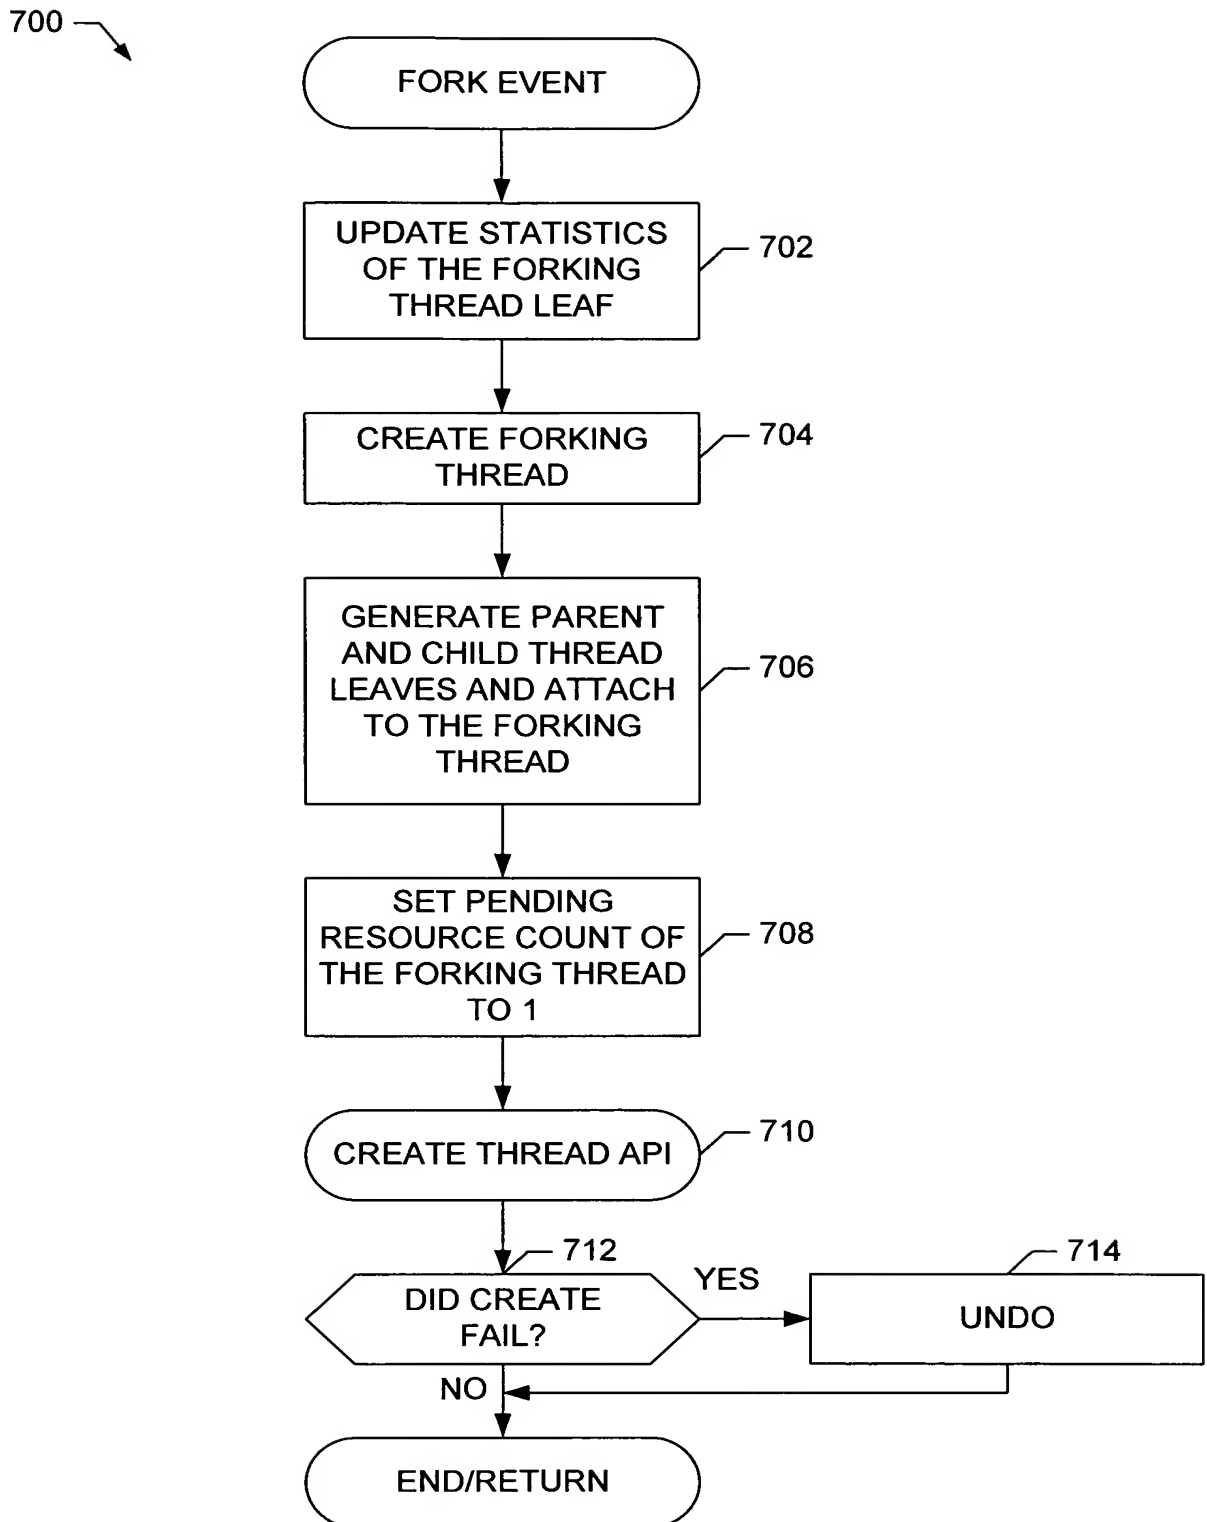 700
FORK EVENT
UPDATE STATISTICS
OF THE FORKING
THREAD LEAF
702
CREATE FORKING
THREAD
704
GENERATE PARENT
AND CHILD THREAD
LEAVES AND ATTACH
TO THE FORKING
THREAD
706
SET PENDING
RESOURCE COUNT OF
THE FORKING THREAD
TO 1
708
CREATE THREAD API
710
712
DID CREATE
FAIL?
YES
714
UNDO
NO
END/RETURN